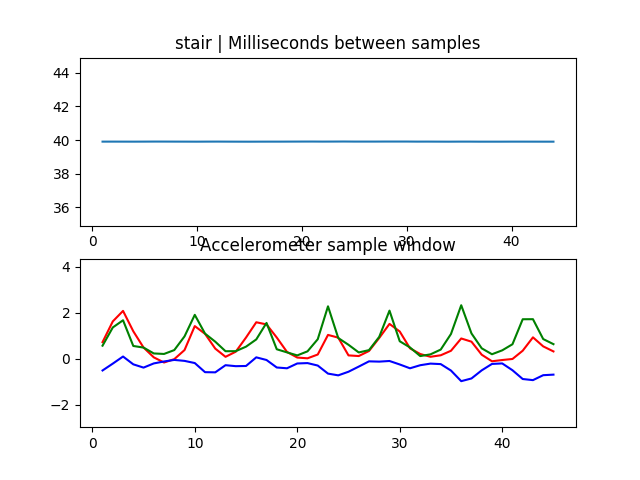 stair | Milliseconds between samples
44
42
40
38
36
0 10 20 30 40
Accelerometer sample window
4
2
0
−2
0 10 20 30 40